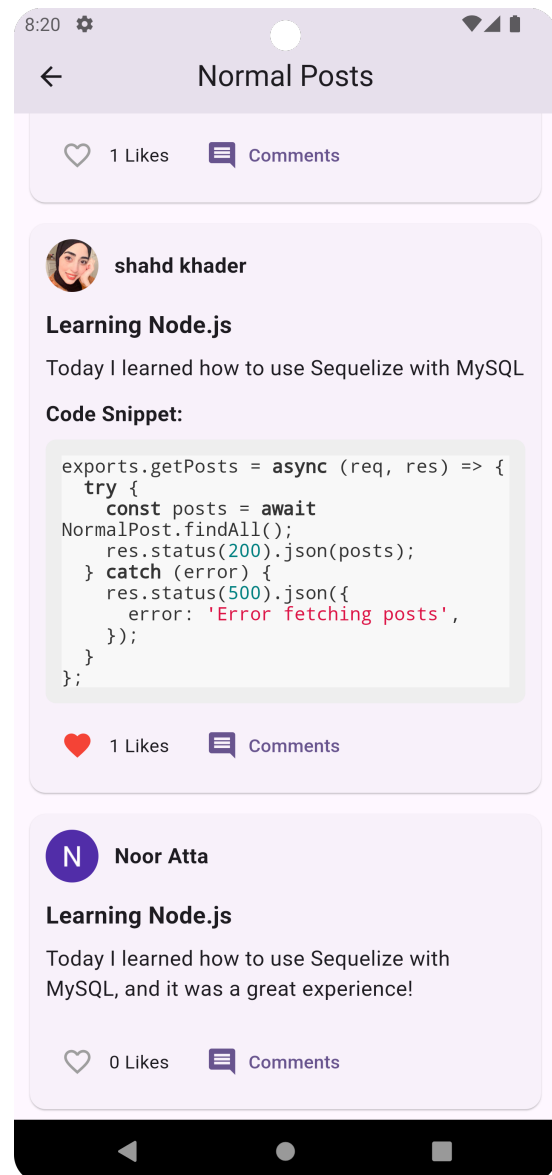 8:20
Normal Posts
1 Likes Comments
shahd khader
Learning Node.js
Today I learned how to use Sequelize with MySQL
Code Snippet:
exports.getPosts = async (req, res) => {
  try {
    const posts = await
NormalPost.findAll();
    res.status(200).json(posts);
  } catch (error) {
    res.status(500).json({
      error: 'Error fetching posts',
    });
  }
};
1 Likes Comments
N Noor Atta
Learning Node.js
Today I learned how to use Sequelize with
MySQL, and it was a great experience!
0 Likes Comments